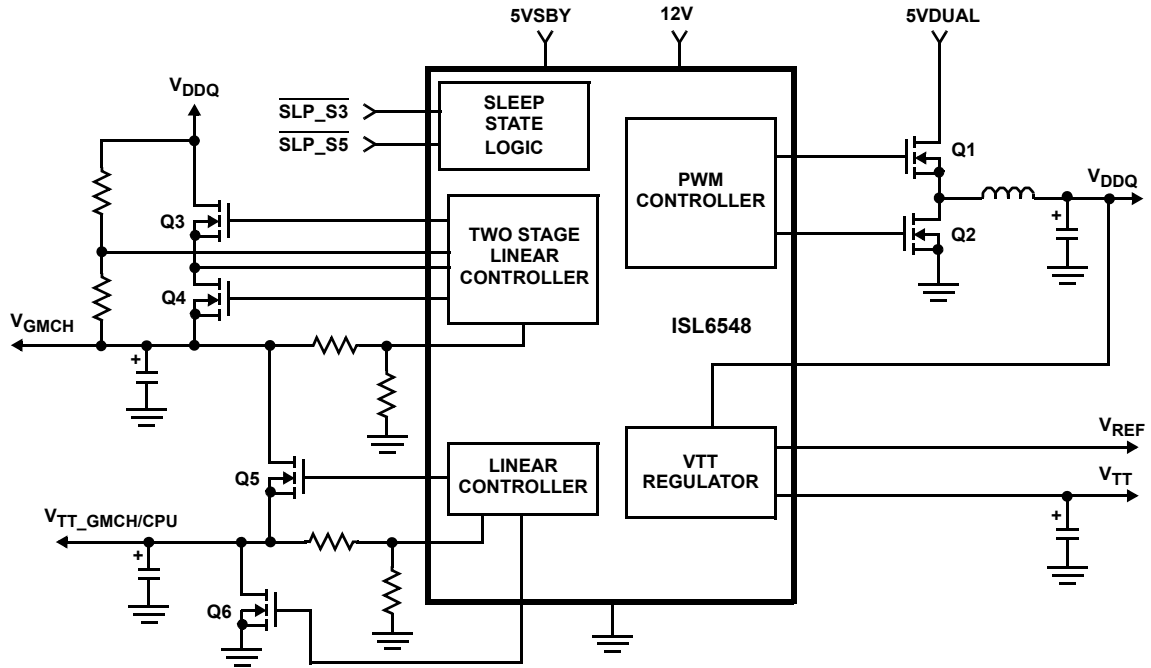 5VSBY
12V
5VDUAL
VDDQ
SLP_S3
SLP_S5
SLEEP
STATE
LOGIC
PWM
CONTROLLER
Q1
VDDQ
+
Q2
Q3
TWO STAGE
LINEAR
CONTROLLER
Q4
VGMCH
+
ISL6548
LINEAR
CONTROLLER
Q5
VTT
REGULATOR
VREF
VTT
+
VTT_GMCH/CPU
+
Q6